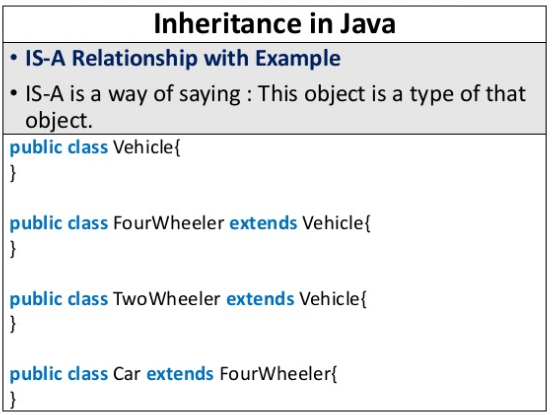 Inheritance in Java
• IS-A Relationship with Example
• IS-A is a way of saying : This object is a type of that
object.
public class Vehicle{
}
public class FourWheeler extends Vehicle{
}
public class TwoWheeler extends Vehicle{
}
public class Car extends FourWheeler{
}